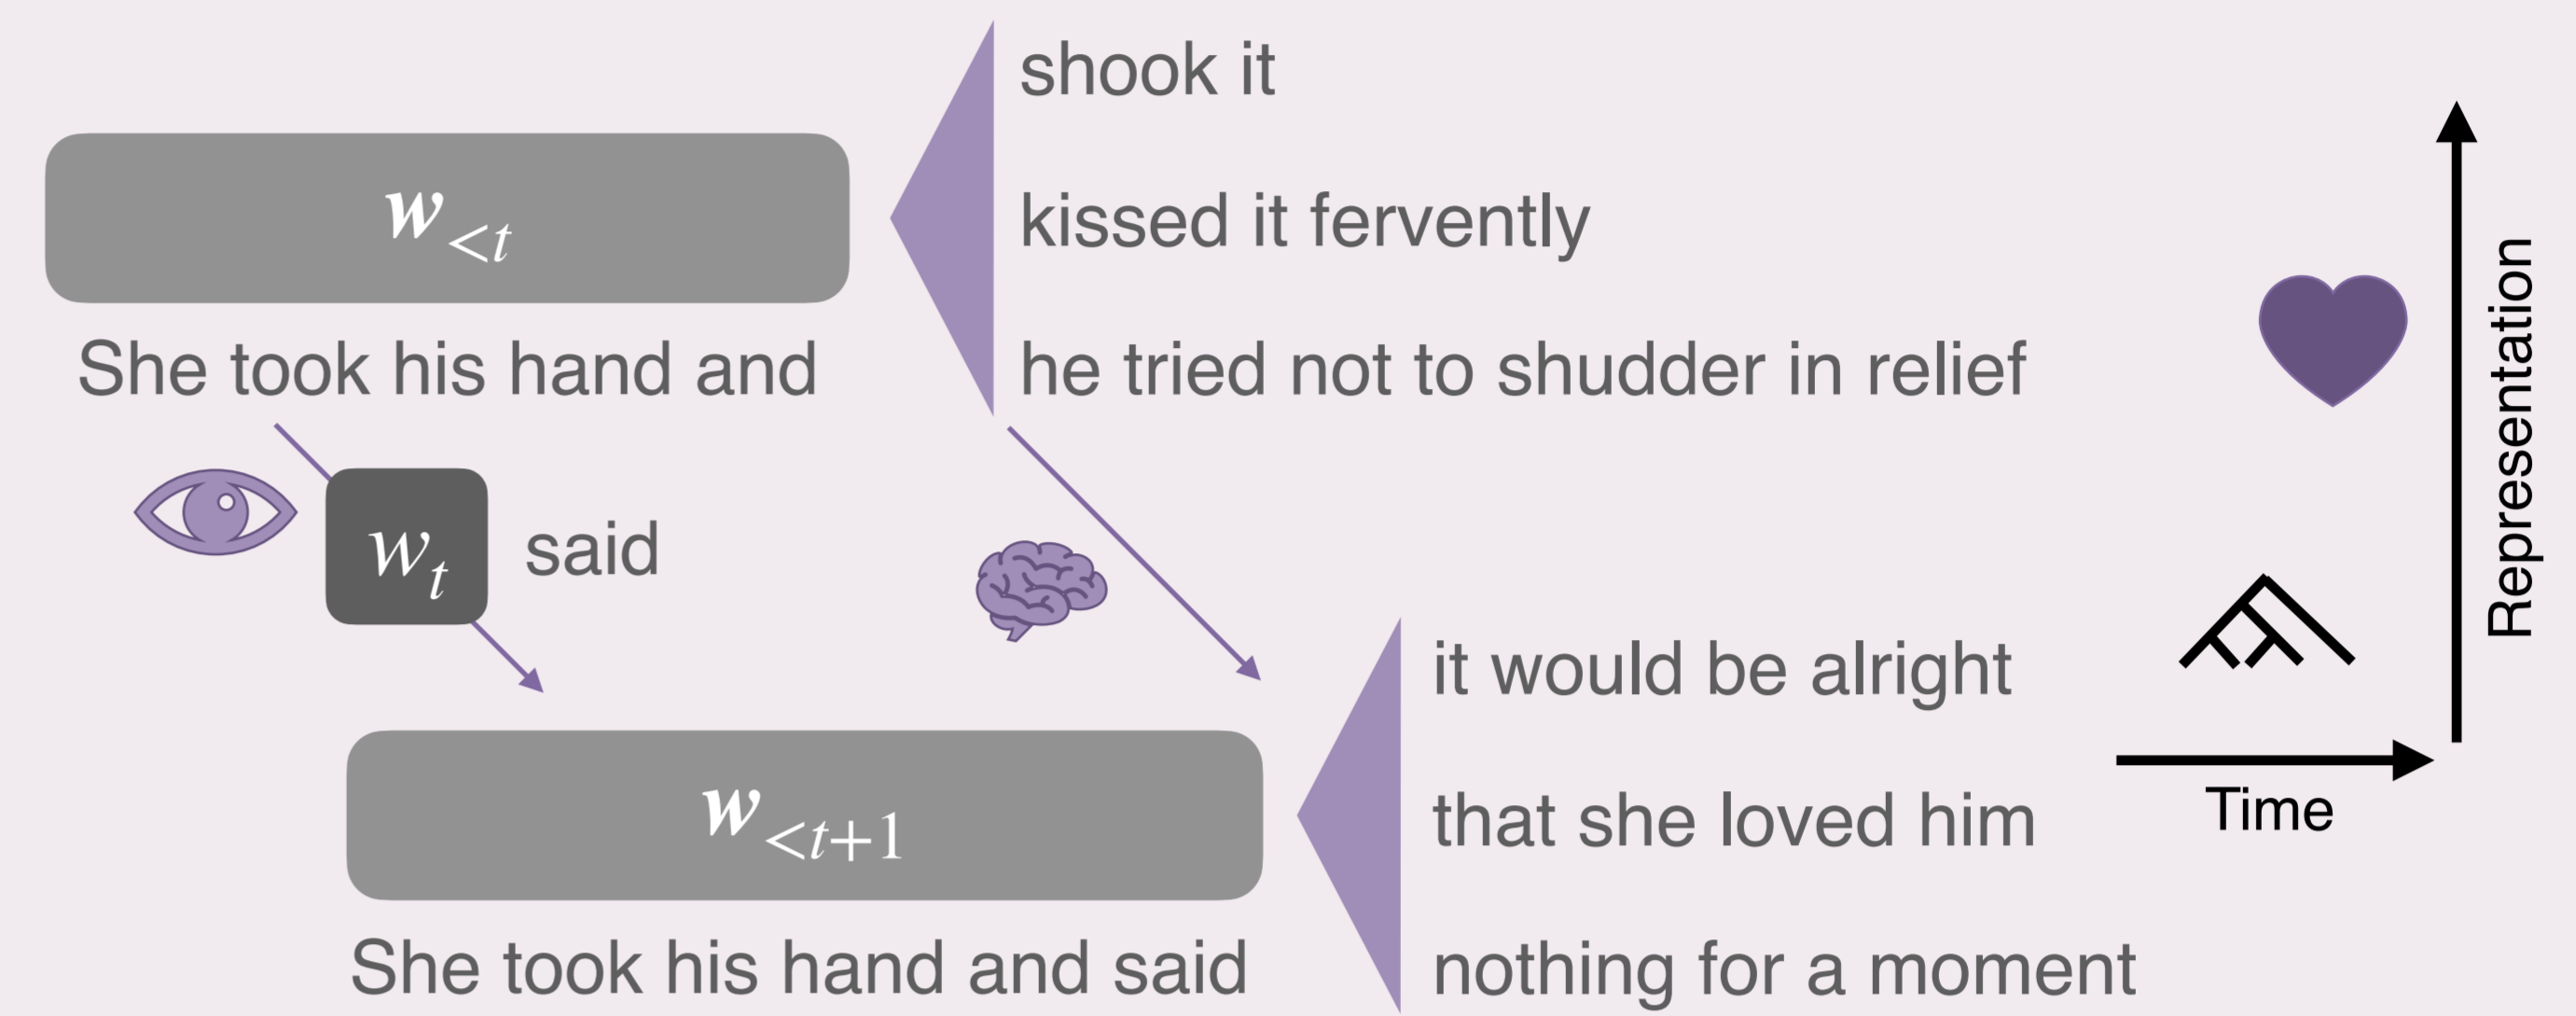 shook it
w<t
kissed it fervently
She took his hand and
he tried not to shudder in relief
wt
said
Representation
it would be alright
w<t+1
that she loved him
Time
She took his hand and said
nothing for a moment